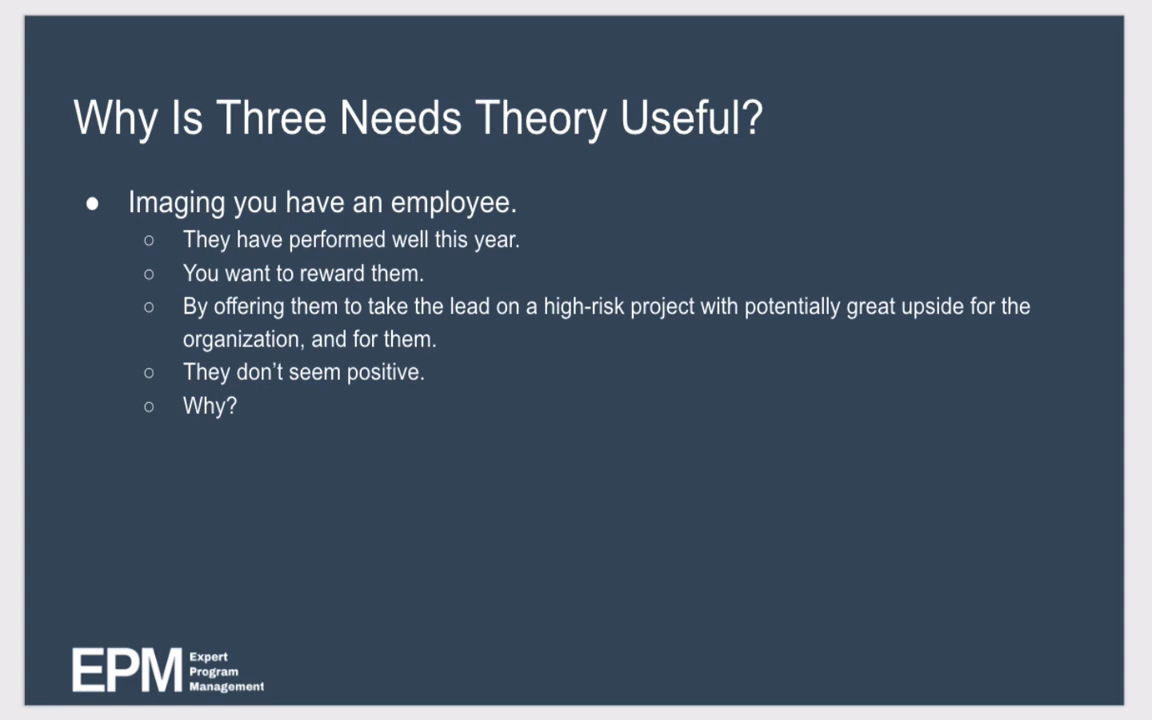 Why Is Three Needs Theory Useful?
● Imaging you have an employee.
○ They have performed well this year.
○ You want to reward them.
○ By offering them to take the lead on a high-risk project with potentially great upside for the
organization, and for them.
○ They don’t seem positive.
○ Why?
EPM
Expert
Program
Management